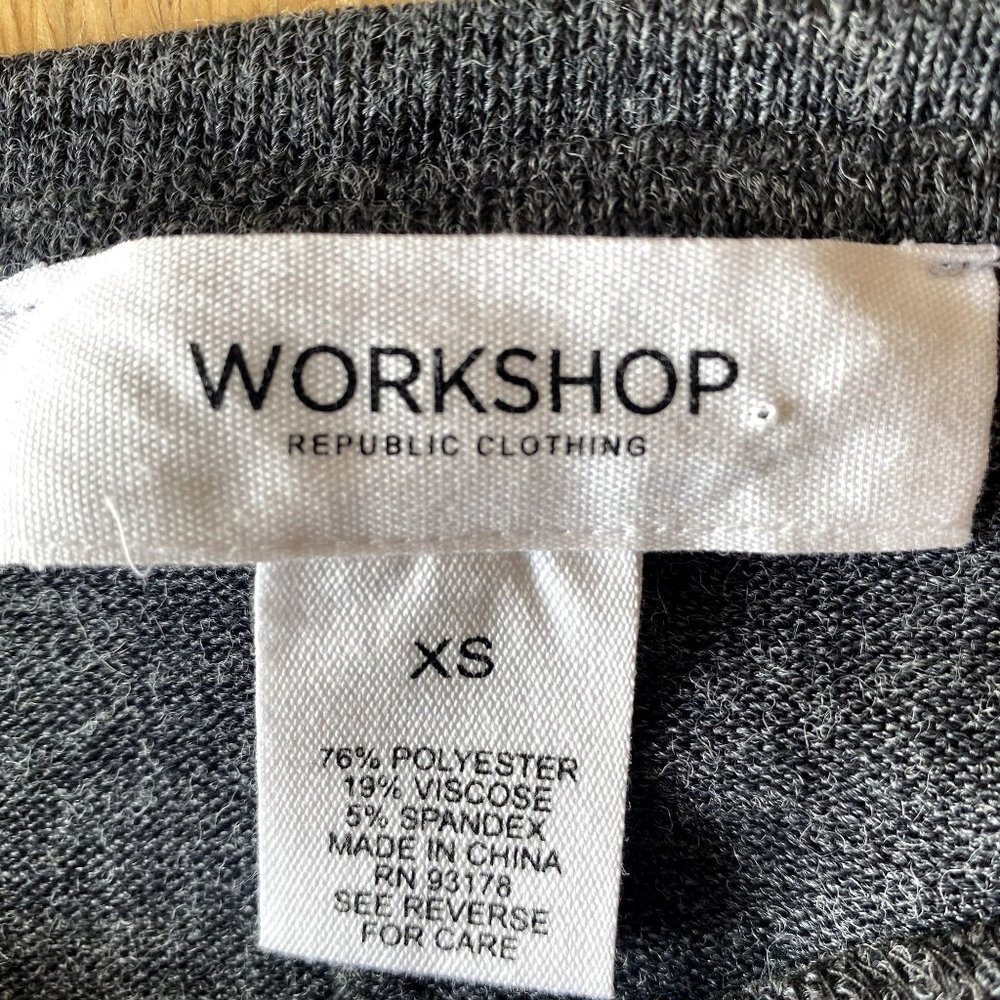 WORKSHOP
REPUBLIC CLOTHING
XS
76% POLYESTER
19% VISCOSE
5% SPANDEX
MADE IN CHINA
RN 93178
SEE REVERSE
FOR CARE